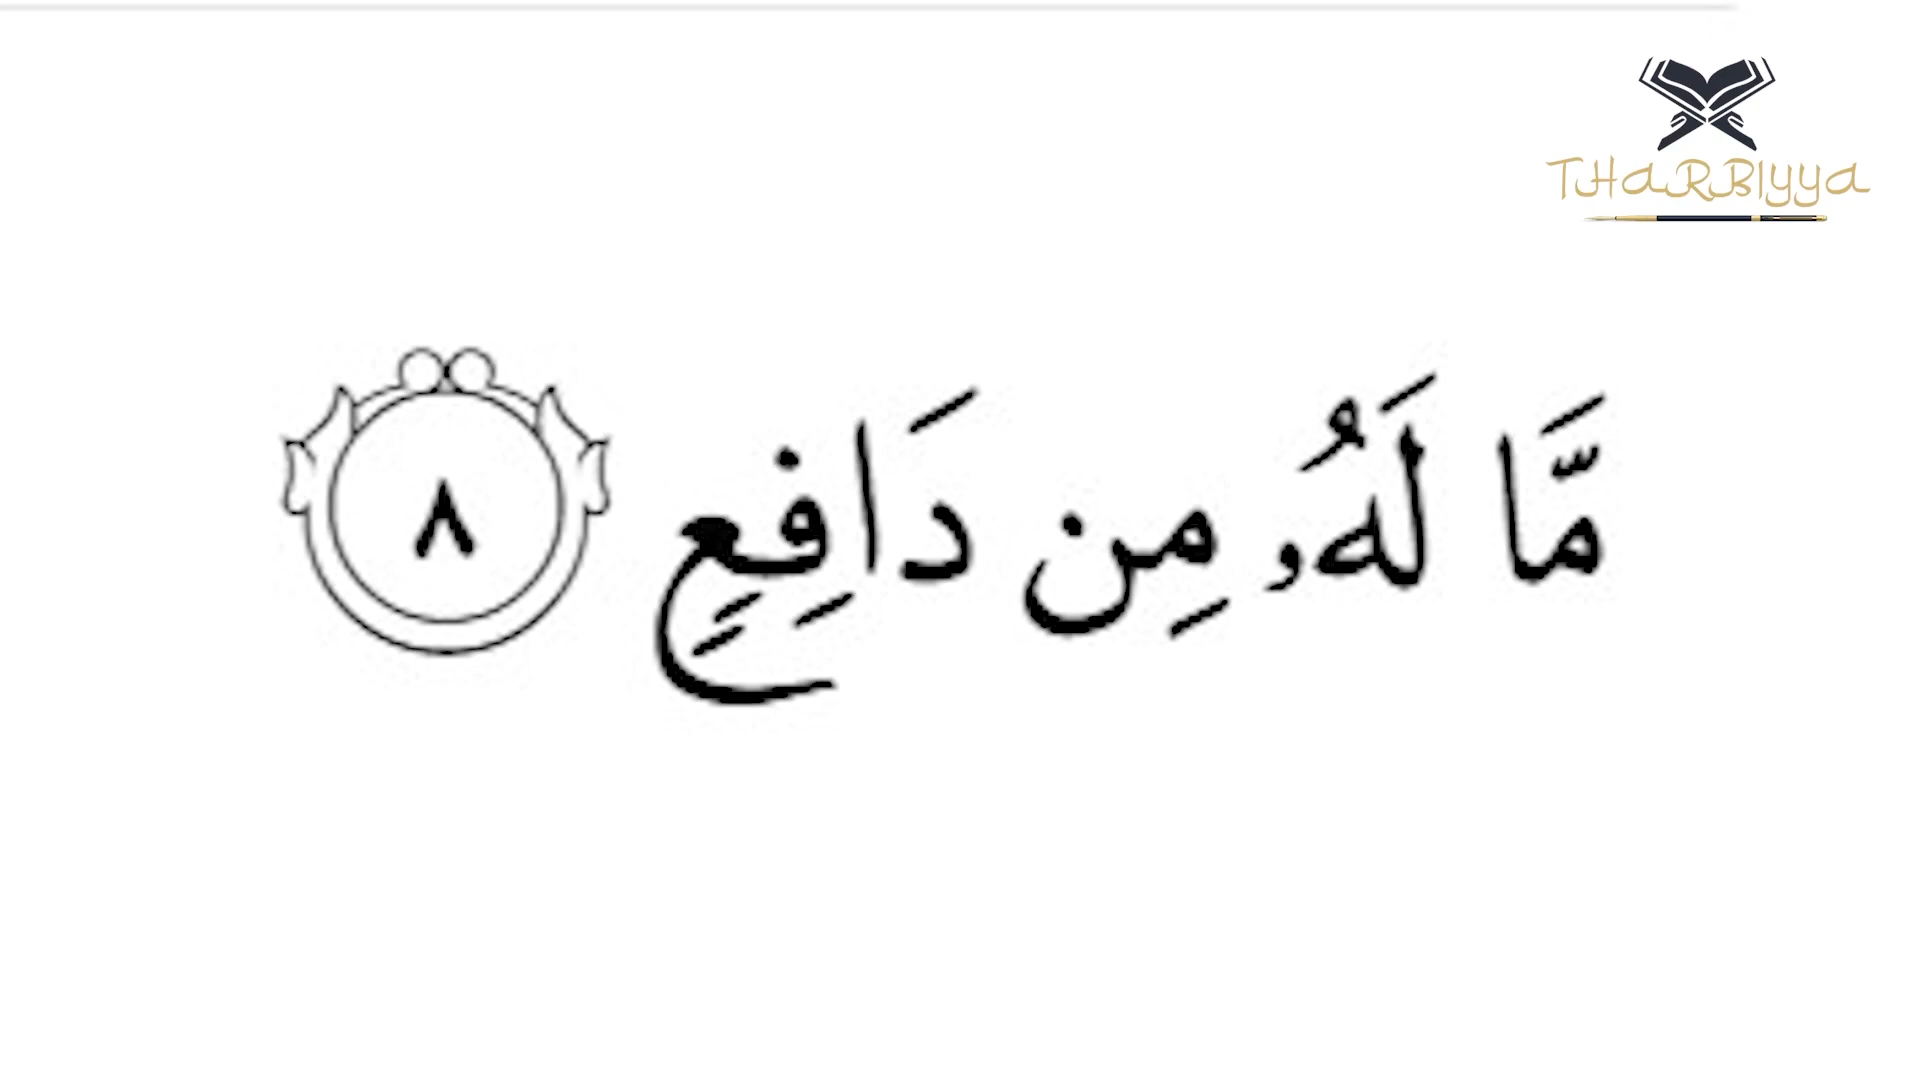 THARBIYYA
مَّا لَهُۥ مِن دَافِعٍ ٨